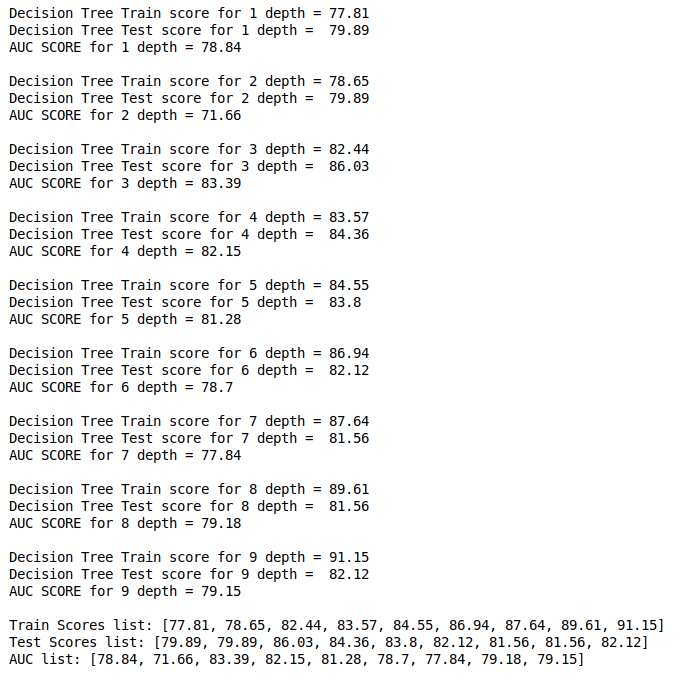 Decision Tree Train score for 1 depth = 77.81
Decision Tree Test score for 1 depth =  79.89
AUC SCORE for 1 depth = 78.84

Decision Tree Train score for 2 depth = 78.65
Decision Tree Test score for 2 depth =  79.89
AUC SCORE for 2 depth = 71.66

Decision Tree Train score for 3 depth = 82.44
Decision Tree Test score for 3 depth =  86.03
AUC SCORE for 3 depth = 83.39

Decision Tree Train score for 4 depth = 83.57
Decision Tree Test score for 4 depth =  84.36
AUC SCORE for 4 depth = 82.15

Decision Tree Train score for 5 depth = 84.55
Decision Tree Test score for 5 depth =  83.8
AUC SCORE for 5 depth = 81.28

Decision Tree Train score for 6 depth = 86.94
Decision Tree Test score for 6 depth =  82.12
AUC SCORE for 6 depth = 78.7

Decision Tree Train score for 7 depth = 87.64
Decision Tree Test score for 7 depth =  81.56
AUC SCORE for 7 depth = 77.84

Decision Tree Train score for 8 depth = 89.61
Decision Tree Test score for 8 depth =  81.56
AUC SCORE for 8 depth = 79.18

Decision Tree Train score for 9 depth = 91.15
Decision Tree Test score for 9 depth =  82.12
AUC SCORE for 9 depth = 79.15

Train Scores list: [77.81, 78.65, 82.44, 83.57, 84.55, 86.94, 87.64, 89.61, 91.15]
Test Scores list: [79.89, 79.89, 86.03, 84.36, 83.8, 82.12, 81.56, 81.56, 82.12]
AUC list: [78.84, 71.66, 83.39, 82.15, 81.28, 78.7, 77.84, 79.18, 79.15]